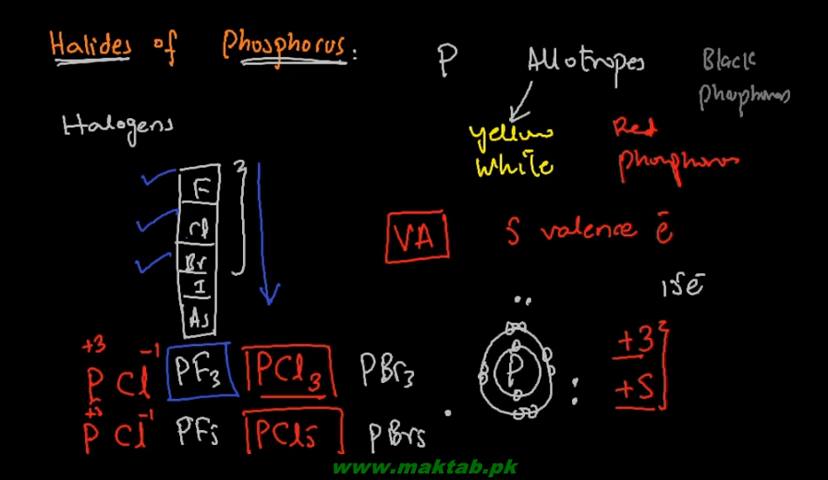 Halides of Phosphorus:
P Allotropes
Black
phosphorus
Halogens
yellow
white
Red
phosphorus
F
Cl
Br
I
As
VA
5 valence ē
15ē
+3 -1
P Cl PF3 PCl3 PBr3
+5 -1
P Cl PF5 PCl5 PBr5
P
+3
+5
www.maktab.pk